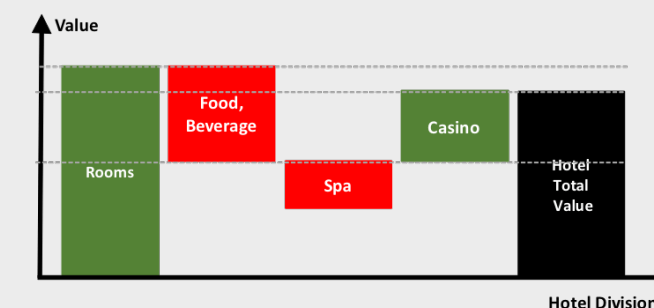 Value
Food,
Beverage
Casino
Rooms
Spa
Hotel
Total
Value
Hotel Division